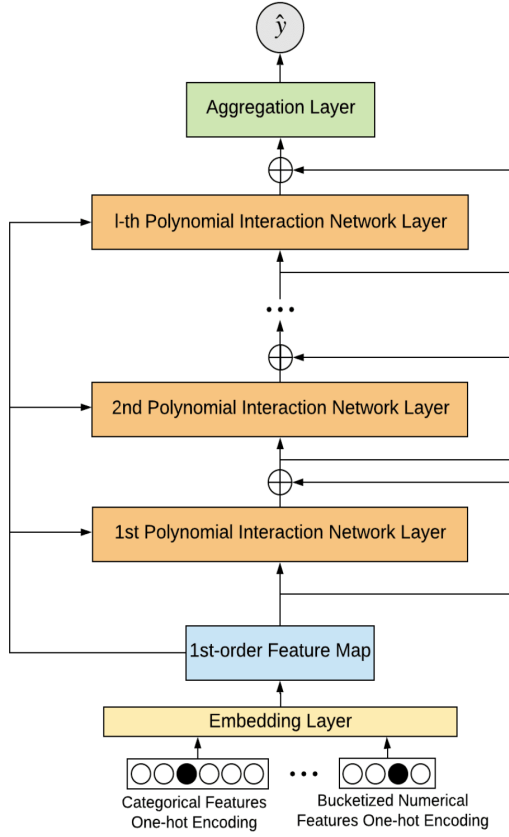 ŷ
Aggregation Layer
l-th Polynomial Interaction Network Layer
...
2nd Polynomial Interaction Network Layer
1st Polynomial Interaction Network Layer
1st-order Feature Map
Embedding Layer
...
Categorical Features
One-hot Encoding
Bucketized Numerical
Features One-hot Encoding